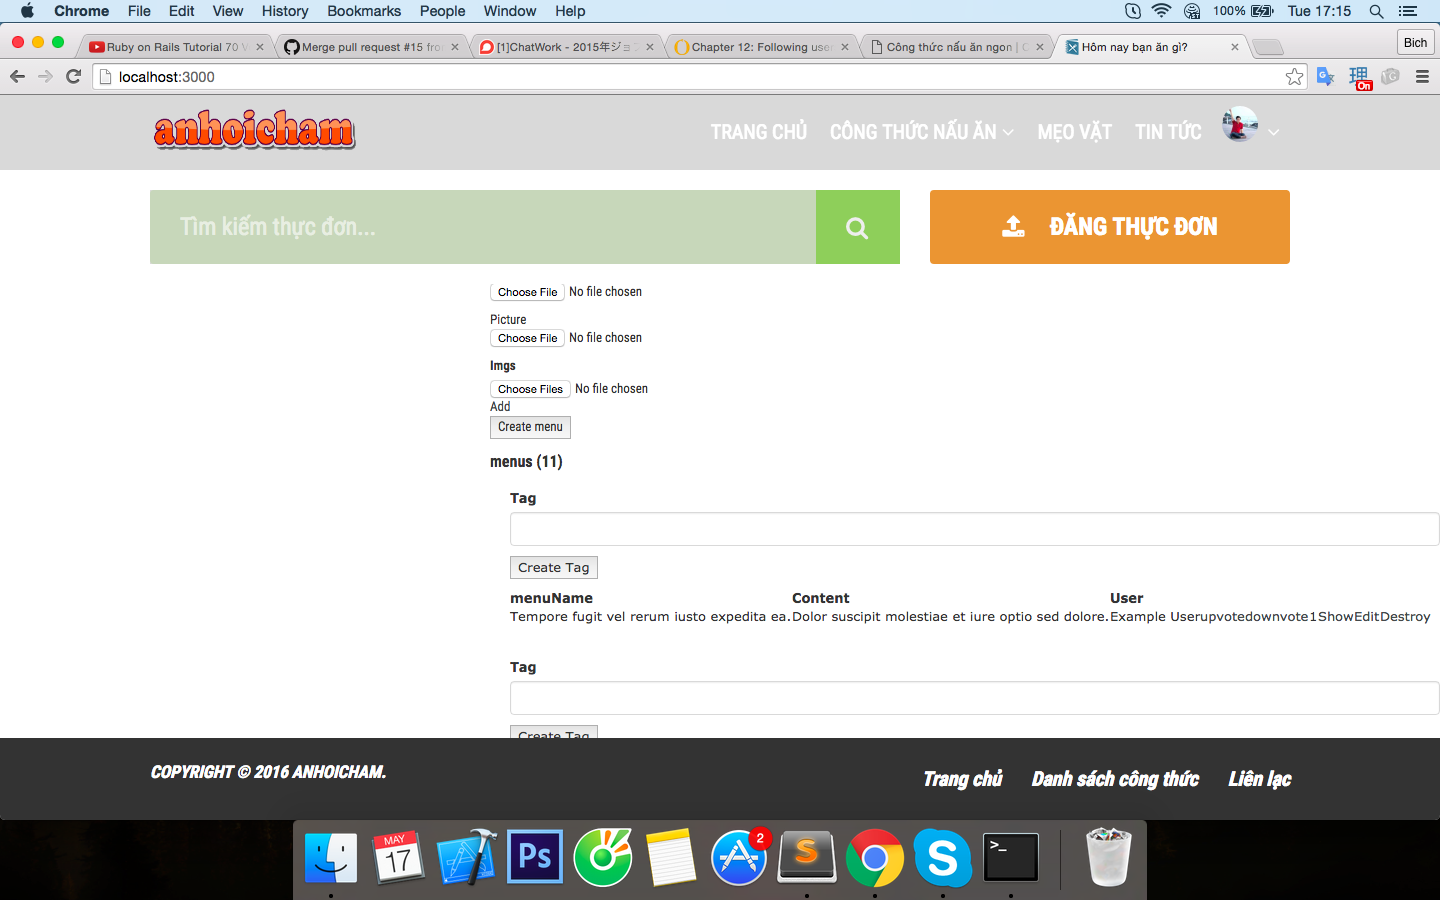 Chrome File Edit View History Bookmarks People Window Help 100% Tue 17:15
Ruby on Rails Tutorial 70 V Merge pull request #15 fro [1]ChatWork - 2015年ジョブ Chapter 12: Following user Công thức nấu ăn ngon | C Hôm nay bạn ăn gì? Bich
localhost:3000 理 On
anhoicham TRANG CHỦ CÔNG THỨC NẤU ĂN MẸO VẶT TIN TỨC
Tìm kiếm thực đơn... ĐĂNG THỰC ĐƠN
Choose File No file chosen
Picture
Choose File No file chosen
Imgs
Choose Files No file chosen
Add
Create menu
menus (11)
Tag
Create Tag
menuName Content User
Tempore fugit vel rerum iusto expedita ea. Dolor suscipit molestiae et iure optio sed dolore. Example Userupvotedownvote1ShowEditDestroy
Tag
Create Tag
COPYRIGHT © 2016 ANHOICHAM. Trang chủ Danh sách công thức Liên lạc
MAY
17
Ps
2
S
S
>_